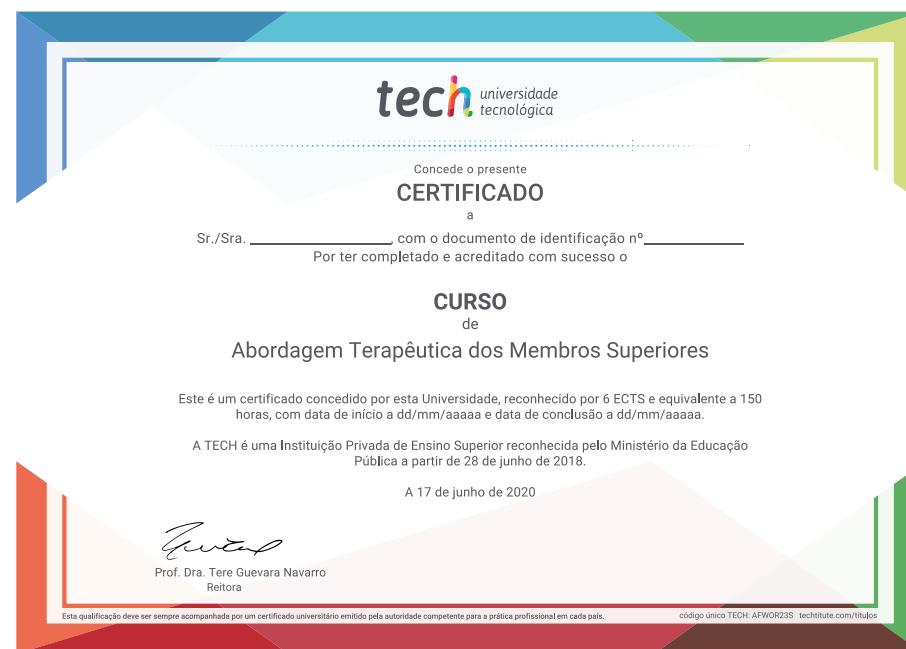 tech universidade
tecnológica
Concede o presente
CERTIFICADO
a
Sr./Sra. ________________, com o documento de identificação nº____________
Por ter completado e acreditado com sucesso o
CURSO
de
Abordagem Terapêutica dos Membros Superiores
Este é um certificado concedido por esta Universidade, reconhecido por 6 ECTS e equivalente a 150
horas, com data de início a dd/mm/aaaaa e data de conclusão a dd/mm/aaaaa.
A TECH é uma Instituição Privada de Ensino Superior reconhecida pelo Ministério da Educação
Pública a partir de 28 de junho de 2018.
A 17 de junho de 2020
Prof. Dra. Tere Guevara Navarro
Reitora
Esta qualificação deve ser sempre acompanhada por um certificado universitário emitido pela autoridade competente para a prática profissional em cada país.
código único TECH: AFWOR23S techtitute.com/titulos